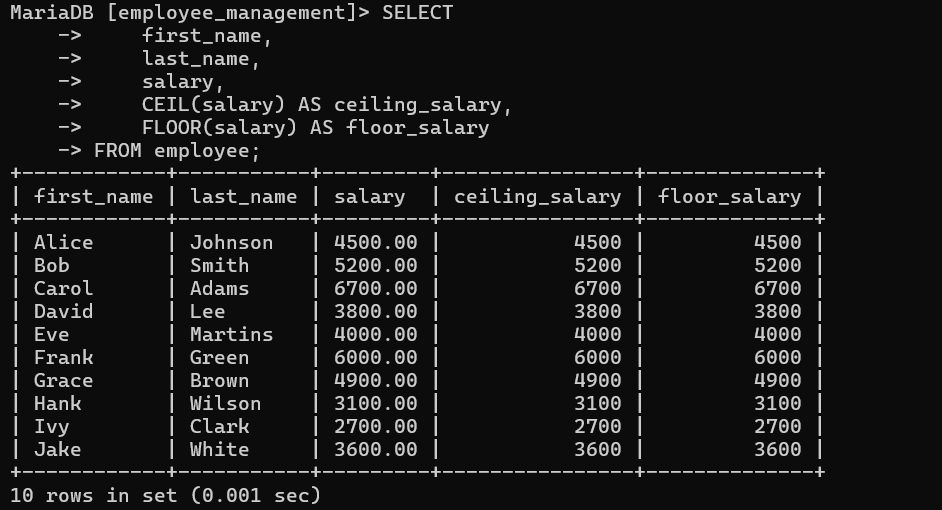 MariaDB [employee_management]> SELECT
    ->     first_name,
    ->     last_name,
    ->     salary,
    ->     CEIL(salary) AS ceiling_salary,
    ->     FLOOR(salary) AS floor_salary
    -> FROM employee;
+------------+-----------+---------+----------------+--------------+
| first_name | last_name | salary  | ceiling_salary | floor_salary |
+------------+-----------+---------+----------------+--------------+
| Alice      | Johnson   | 4500.00 |           4500 |         4500 |
| Bob        | Smith     | 5200.00 |           5200 |         5200 |
| Carol      | Adams     | 6700.00 |           6700 |         6700 |
| David      | Lee       | 3800.00 |           3800 |         3800 |
| Eve        | Martins   | 4000.00 |           4000 |         4000 |
| Frank      | Green     | 6000.00 |           6000 |         6000 |
| Grace      | Brown     | 4900.00 |           4900 |         4900 |
| Hank       | Wilson    | 3100.00 |           3100 |         3100 |
| Ivy        | Clark     | 2700.00 |           2700 |         2700 |
| Jake       | White     | 3600.00 |           3600 |         3600 |
+------------+-----------+---------+----------------+--------------+
10 rows in set (0.001 sec)